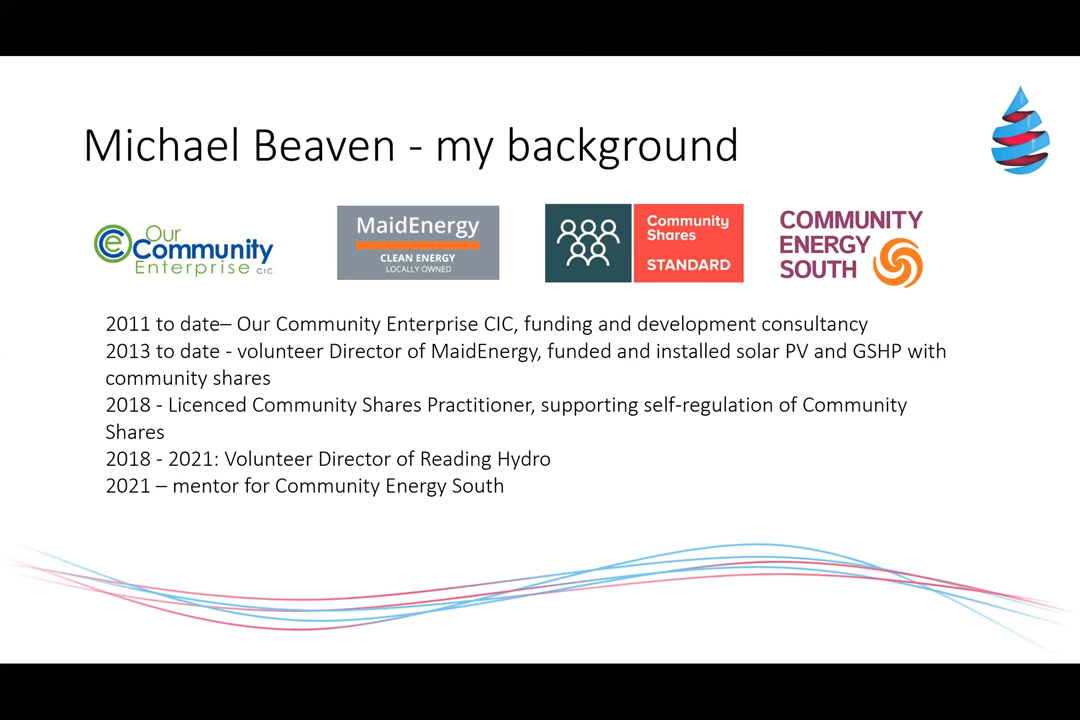 Michael Beaven - my background
Our
Community
Enterprise CIC
MaidEnergy
CLEAN ENERGY
LOCALLY OWNED
Community
Shares
STANDARD
COMMUNITY
ENERGY
SOUTH
2011 to date– Our Community Enterprise CIC, funding and development consultancy
2013 to date - volunteer Director of MaidEnergy, funded and installed solar PV and GSHP with
community shares
2018 - Licenced Community Shares Practitioner, supporting self-regulation of Community
Shares
2018 - 2021: Volunteer Director of Reading Hydro
2021 – mentor for Community Energy South